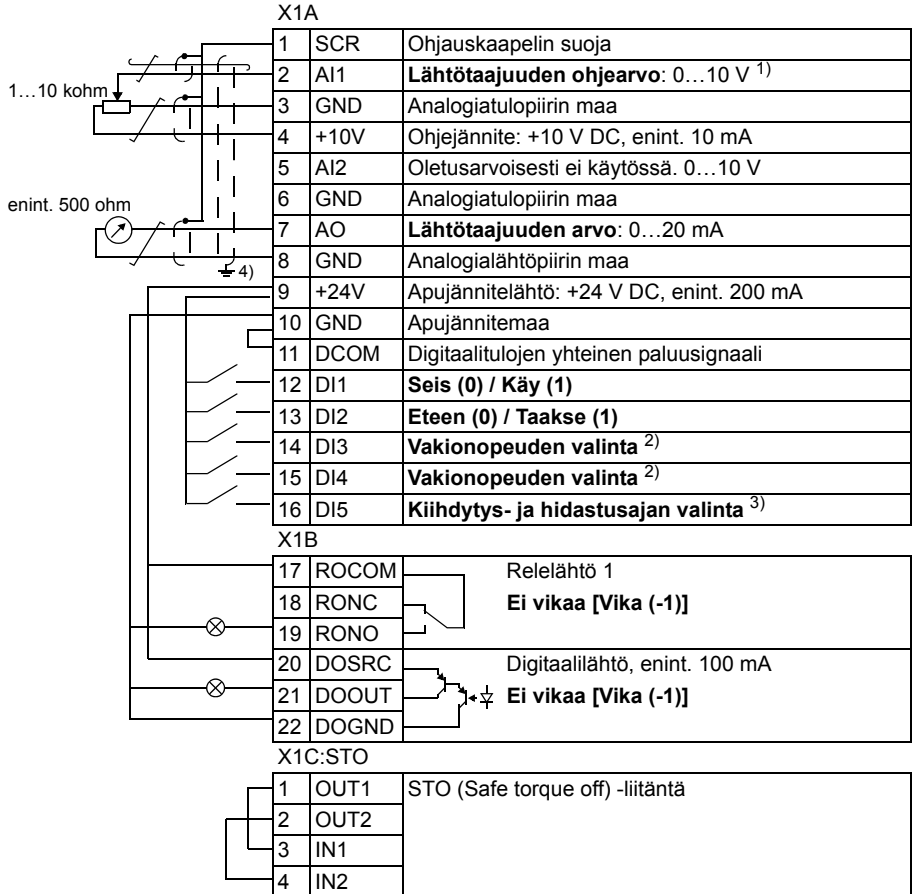 X1A
1 SCR Ohjauskaapelin suoja
2 AI1 Lähtötaajuuden ohjearvo: 0…10 V 1)
1…10 kohm
3 GND Analogiatulopiirin maa
4 +10V Ohjejännite: +10 V DC, enint. 10 mA
5 AI2 Oletusarvoisesti ei käytössä. 0…10 V
6 GND Analogiatulopiirin maa
enint. 500 ohm
7 AO Lähtötaajuuden arvo: 0…20 mA
8 GND Analogialähtöpiirin maa
4)
9 +24V Apujännitelähtö: +24 V DC, enint. 200 mA
10 GND Apujännitemaa
11 DCOM Digitaalitulojen yhteinen paluusignaali
12 DI1 Seis (0) / Käy (1)
13 DI2 Eteen (0) / Taakse (1)
14 DI3 Vakionopeuden valinta 2)
15 DI4 Vakionopeuden valinta 2)
16 DI5 Kiihdytys- ja hidastusajan valinta 3)
X1B
17 ROCOM Relelähtö 1
18 RONC Ei vikaa [Vika (-1)]
19 RONO
20 DOSRC Digitaalilähtö, enint. 100 mA
21 DOOUT Ei vikaa [Vika (-1)]
22 DOGND
X1C:STO
1 OUT1 STO (Safe torque off) -liitäntä
2 OUT2
3 IN1
4 IN2